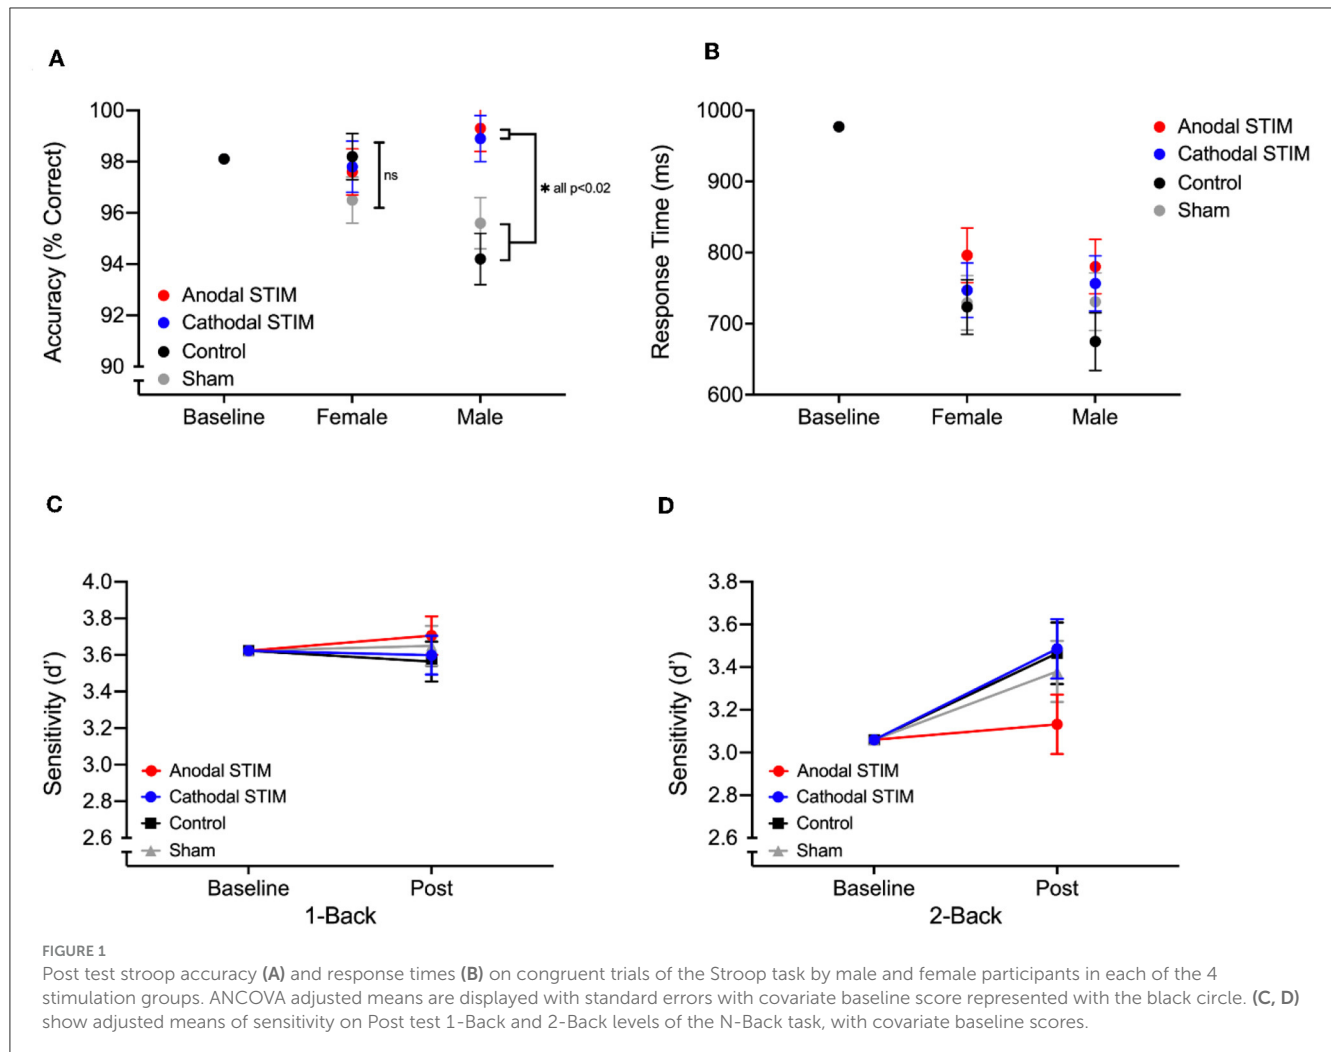 A
Accuracy (% Correct)
100
98
96
94
92
90
ns
* all p<0.02
Anodal STIM
Cathodal STIM
Control
Sham
Baseline Female Male
B
Response Time (ms)
1000
900
800
700
600
Anodal STIM
Cathodal STIM
Control
Sham
Baseline Female Male
C
Sensitivity (d')
4.0
3.8
3.6
3.4
3.2
3.0
2.8
2.6
Anodal STIM
Cathodal STIM
Control
Sham
Baseline Post
1-Back
D
Sensitivity (d')
3.8
3.6
3.4
3.2
3.0
2.8
2.6
Anodal STIM
Cathodal STIM
Control
Sham
Baseline Post
2-Back
FIGURE 1
Post test stroop accuracy (A) and response times (B) on congruent trials of the Stroop task by male and female participants in each of the 4
stimulation groups. ANCOVA adjusted means are displayed with standard errors with covariate baseline score represented with the black circle. (C, D)
show adjusted means of sensitivity on Post test 1-Back and 2-Back levels of the N-Back task, with covariate baseline scores.